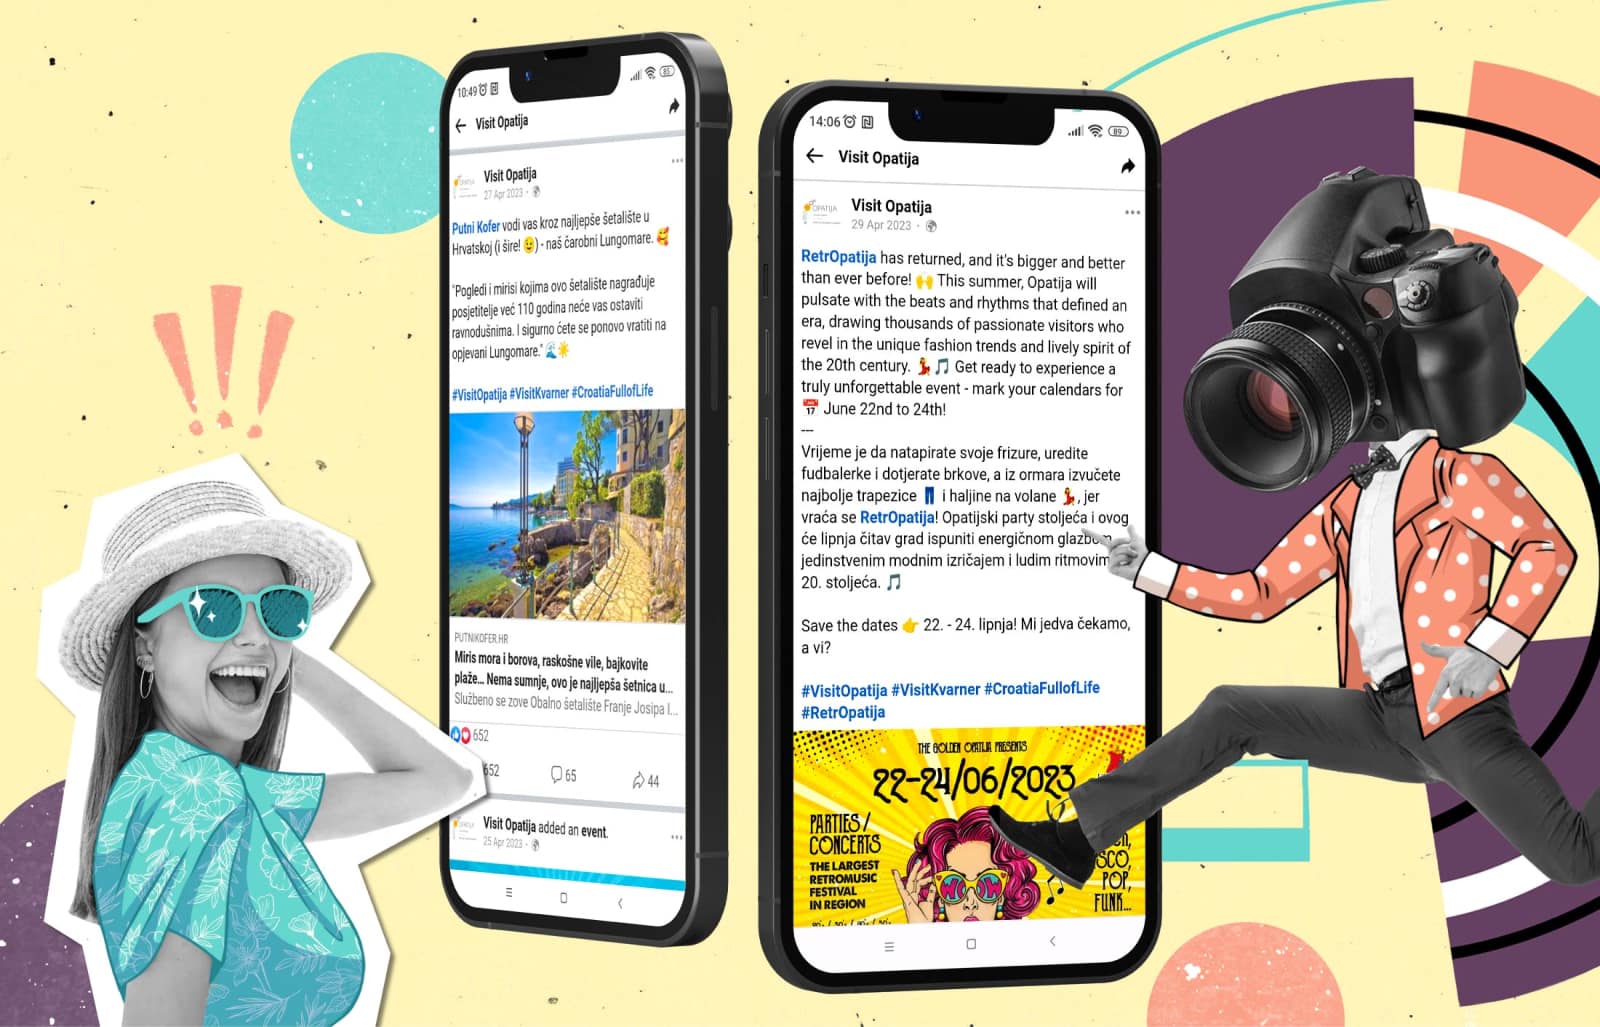 10:49
85
Visit Opatija
OPATIJA
Visit Opatija
27 Apr 2023 ·
Putni Kofer vodi vas kroz najljepše šetalište u
Hrvatskoj (i šire! 😉) - naš čarobni Lungomare. 🥰
"Pogledi i mirisi kojima ovo šetalište nagrađuje
posjetitelje već 110 godina neće vas ostaviti
ravnodušnima. I sigurno ćete se ponovo vratiti na
opjevani Lungomare." 🌊☀️
#VisitOpatija #VisitKvarner #CroatiaFullofLife
PUTNIKOFER.HR
Miris mora i borova, raskošne vile, bajkovite
plaže... Nema sumnje, ovo je najljepša šetnica u...
Službeno se zove Obalno šetalište Franje Josipa I...
652
652
65
44
Visit Opatija added an event.
25 Apr 2023 ·
14:06
89
Visit Opatija
OPATIJA
Visit Opatija
29 Apr 2023 ·
RetrOpatija has returned, and it's bigger and better
than ever before! 🙌 This summer, Opatija will
pulsate with the beats and rhythms that defined an
era, drawing thousands of passionate visitors who
revel in the unique fashion trends and lively spirit of
the 20th century. 💃🎵 Get ready to experience a
truly unforgettable event - mark your calendars for
📅 June 22nd to 24th!
---
Vrijeme je da natapirate svoje frizure, uredite
fudbalerke i dotjerate brkove, a iz ormara izvučete
najbolje trapezice 👖 i haljine na volane 💃, jer
vraća se RetrOpatija! Opatijski party stoljeća i ovog
će lipnja čitav grad ispuniti energičnom glazbom
jedinstvenim modnim izričajem i ludim ritmovim
20. stoljeća. 🎵
Save the dates 👉 22. - 24. lipnja! Mi jedva čekamo,
a vi?
#VisitOpatija #VisitKvarner #CroatiaFullofLife
#RetrOpatija
THE GOLDEN OPATIJA PRESENTS
22-24/06/2023
PARTIES/
CONCERTS
THE LARGEST
RETROMUSIC
FESTIVAL
IN REGION
WOOW
SCO,
POP,
FUNK...